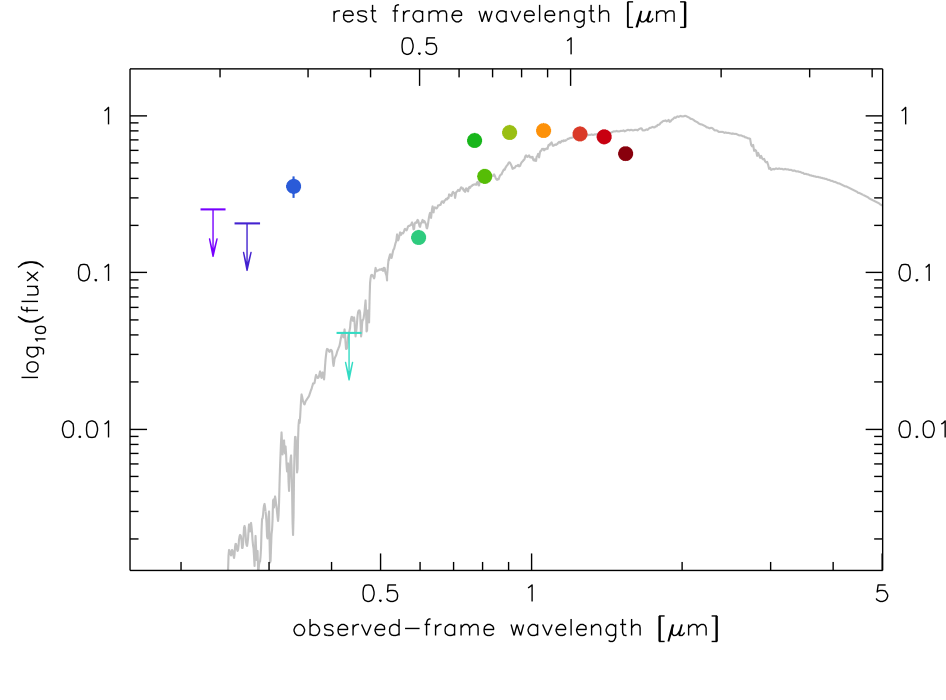 rest frame wavelength [μm]
0.5 1
1 1
0.1 0.1
0.01 0.01
log₁₀(flux)
0.5 1 5
observed-frame wavelength [μm]